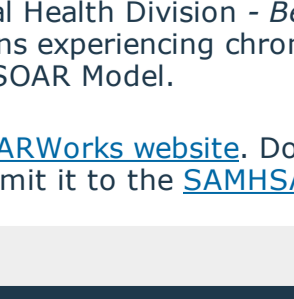 al Health Division - Be
ns experiencing chron
SOAR Model.
ARWorks website. Do
mit it to the SAMHSA